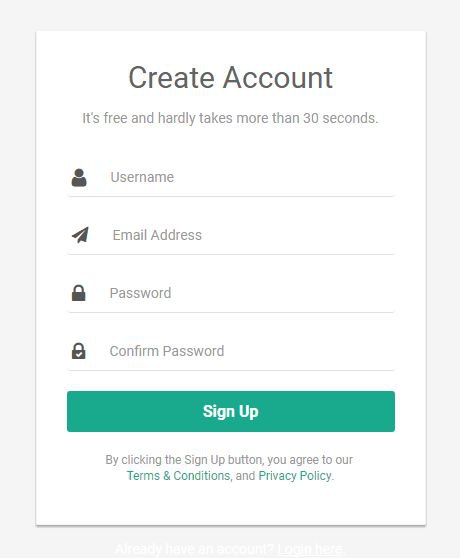 Create Account
It's free and hardly takes more than 30 seconds.
Username
Email Address
Password
Confirm Password
Sign Up
By clicking the Sign Up button, you agree to our
Terms & Conditions, and Privacy Policy.
Already have an account? Login here.